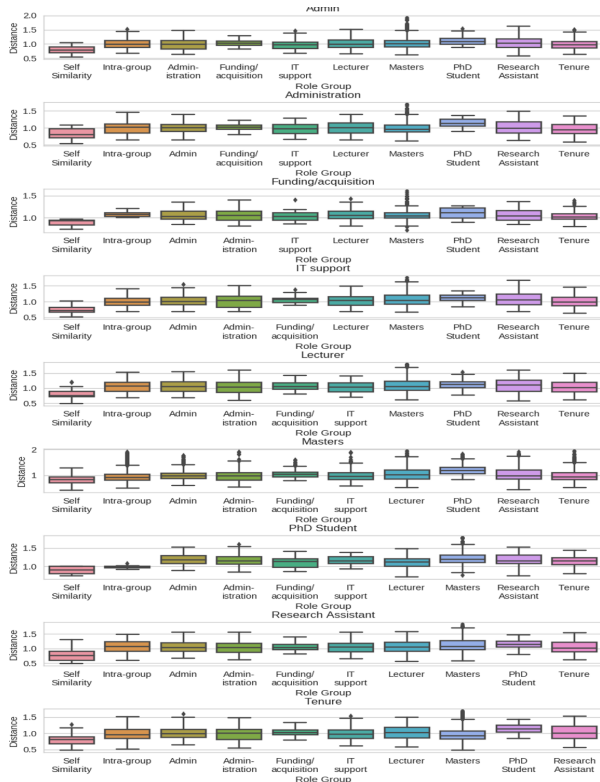 Admin
2.0
1.5
1.0
0.5
Distance
Self Similarity Intra-group Admin- istration Funding/ acquisition IT support Lecturer Masters PhD Student Research Assistant Tenure
Role Group
Administration
1.5
1.0
0.5
Distance
Self Similarity Intra-group Admin Funding/ acquisition IT support Lecturer Masters PhD Student Research Assistant Tenure
Role Group
Funding/acquisition
1.5
1.0
Distance
Self Similarity Intra-group Admin Admin- istration IT support Lecturer Masters PhD Student Research Assistant Tenure
Role Group
IT support
1.5
1.0
0.5
Distance
Self Similarity Intra-group Admin Admin- istration Funding/ acquisition Lecturer Masters PhD Student Research Assistant Tenure
Role Group
Lecturer
1.5
1.0
0.5
Distance
Self Similarity Intra-group Admin Admin- istration Funding/ acquisition IT support Masters PhD Student Research Assistant Tenure
Role Group
Masters
2
1
Distance
Self Similarity Intra-group Admin Admin- istration Funding/ acquisition IT support Lecturer PhD Student Research Assistant Tenure
Role Group
PhD Student
1.5
1.0
Distance
Self Similarity Intra-group Admin Admin- istration Funding/ acquisition IT support Lecturer Masters Research Assistant Tenure
Role Group
Research Assistant
1.5
1.0
0.5
Distance
Self Similarity Intra-group Admin Admin- istration Funding/ acquisition IT support Lecturer Masters PhD Student Tenure
Role Group
Tenure
1.5
1.0
0.5
Distance
Self Similarity Intra-group Admin Admin- istration Funding/ acquisition IT support Lecturer Masters PhD Student Research Assistant
Role Group